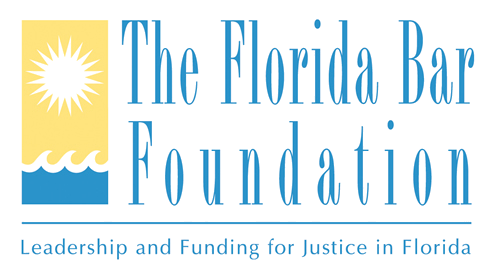 The Florida Bar
Foundation
Leadership and Funding for Justice in Florida